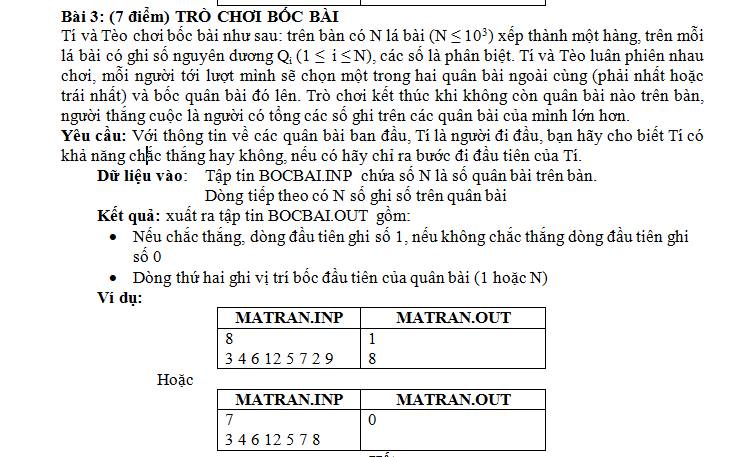 Bài 3: (7 điểm) TRÒ CHƠI BỐC BÀI
Tí và Tèo chơi bốc bài như sau: trên bàn có N lá bài (N ≤ 10³) xếp thành một hàng, trên mỗi
lá bài có ghi số nguyên dương Qᵢ (1 ≤ i ≤ N), các số là phân biệt. Tí và Tèo luân phiên nhau
chơi, mỗi người tới lượt mình sẽ chọn một trong hai quân bài ngoài cùng (phải nhất hoặc
trái nhất) và bốc quân bài đó lên. Trò chơi kết thúc khi không còn quân bài nào trên bàn,
người thắng cuộc là người có tổng các số ghi trên các quân bài của mình lớn hơn.
Yêu cầu: Với thông tin về các quân bài ban đầu, Tí là người đi đầu, bạn hãy cho biết Tí có
khả năng chắc thắng hay không, nếu có hãy chỉ ra bước đi đầu tiên của Tí.
Dữ liệu vào: Tập tin BOCBAI.INP chứa số N là số quân bài trên bàn.
Dòng tiếp theo có N số ghi số trên quân bài
Kết quả: xuất ra tập tin BOCBAI.OUT gồm:
• Nếu chắc thắng, dòng đầu tiên ghi số 1, nếu không chắc thắng dòng đầu tiên ghi
số 0
• Dòng thứ hai ghi vị trí bốc đầu tiên của quân bài (1 hoặc N)
Ví dụ:
MATRAN.INP MATRAN.OUT
8 1
3 4 6 12 5 7 2 9 8
Hoặc
MATRAN.INP MATRAN.OUT
7 0
3 4 6 12 5 7 8